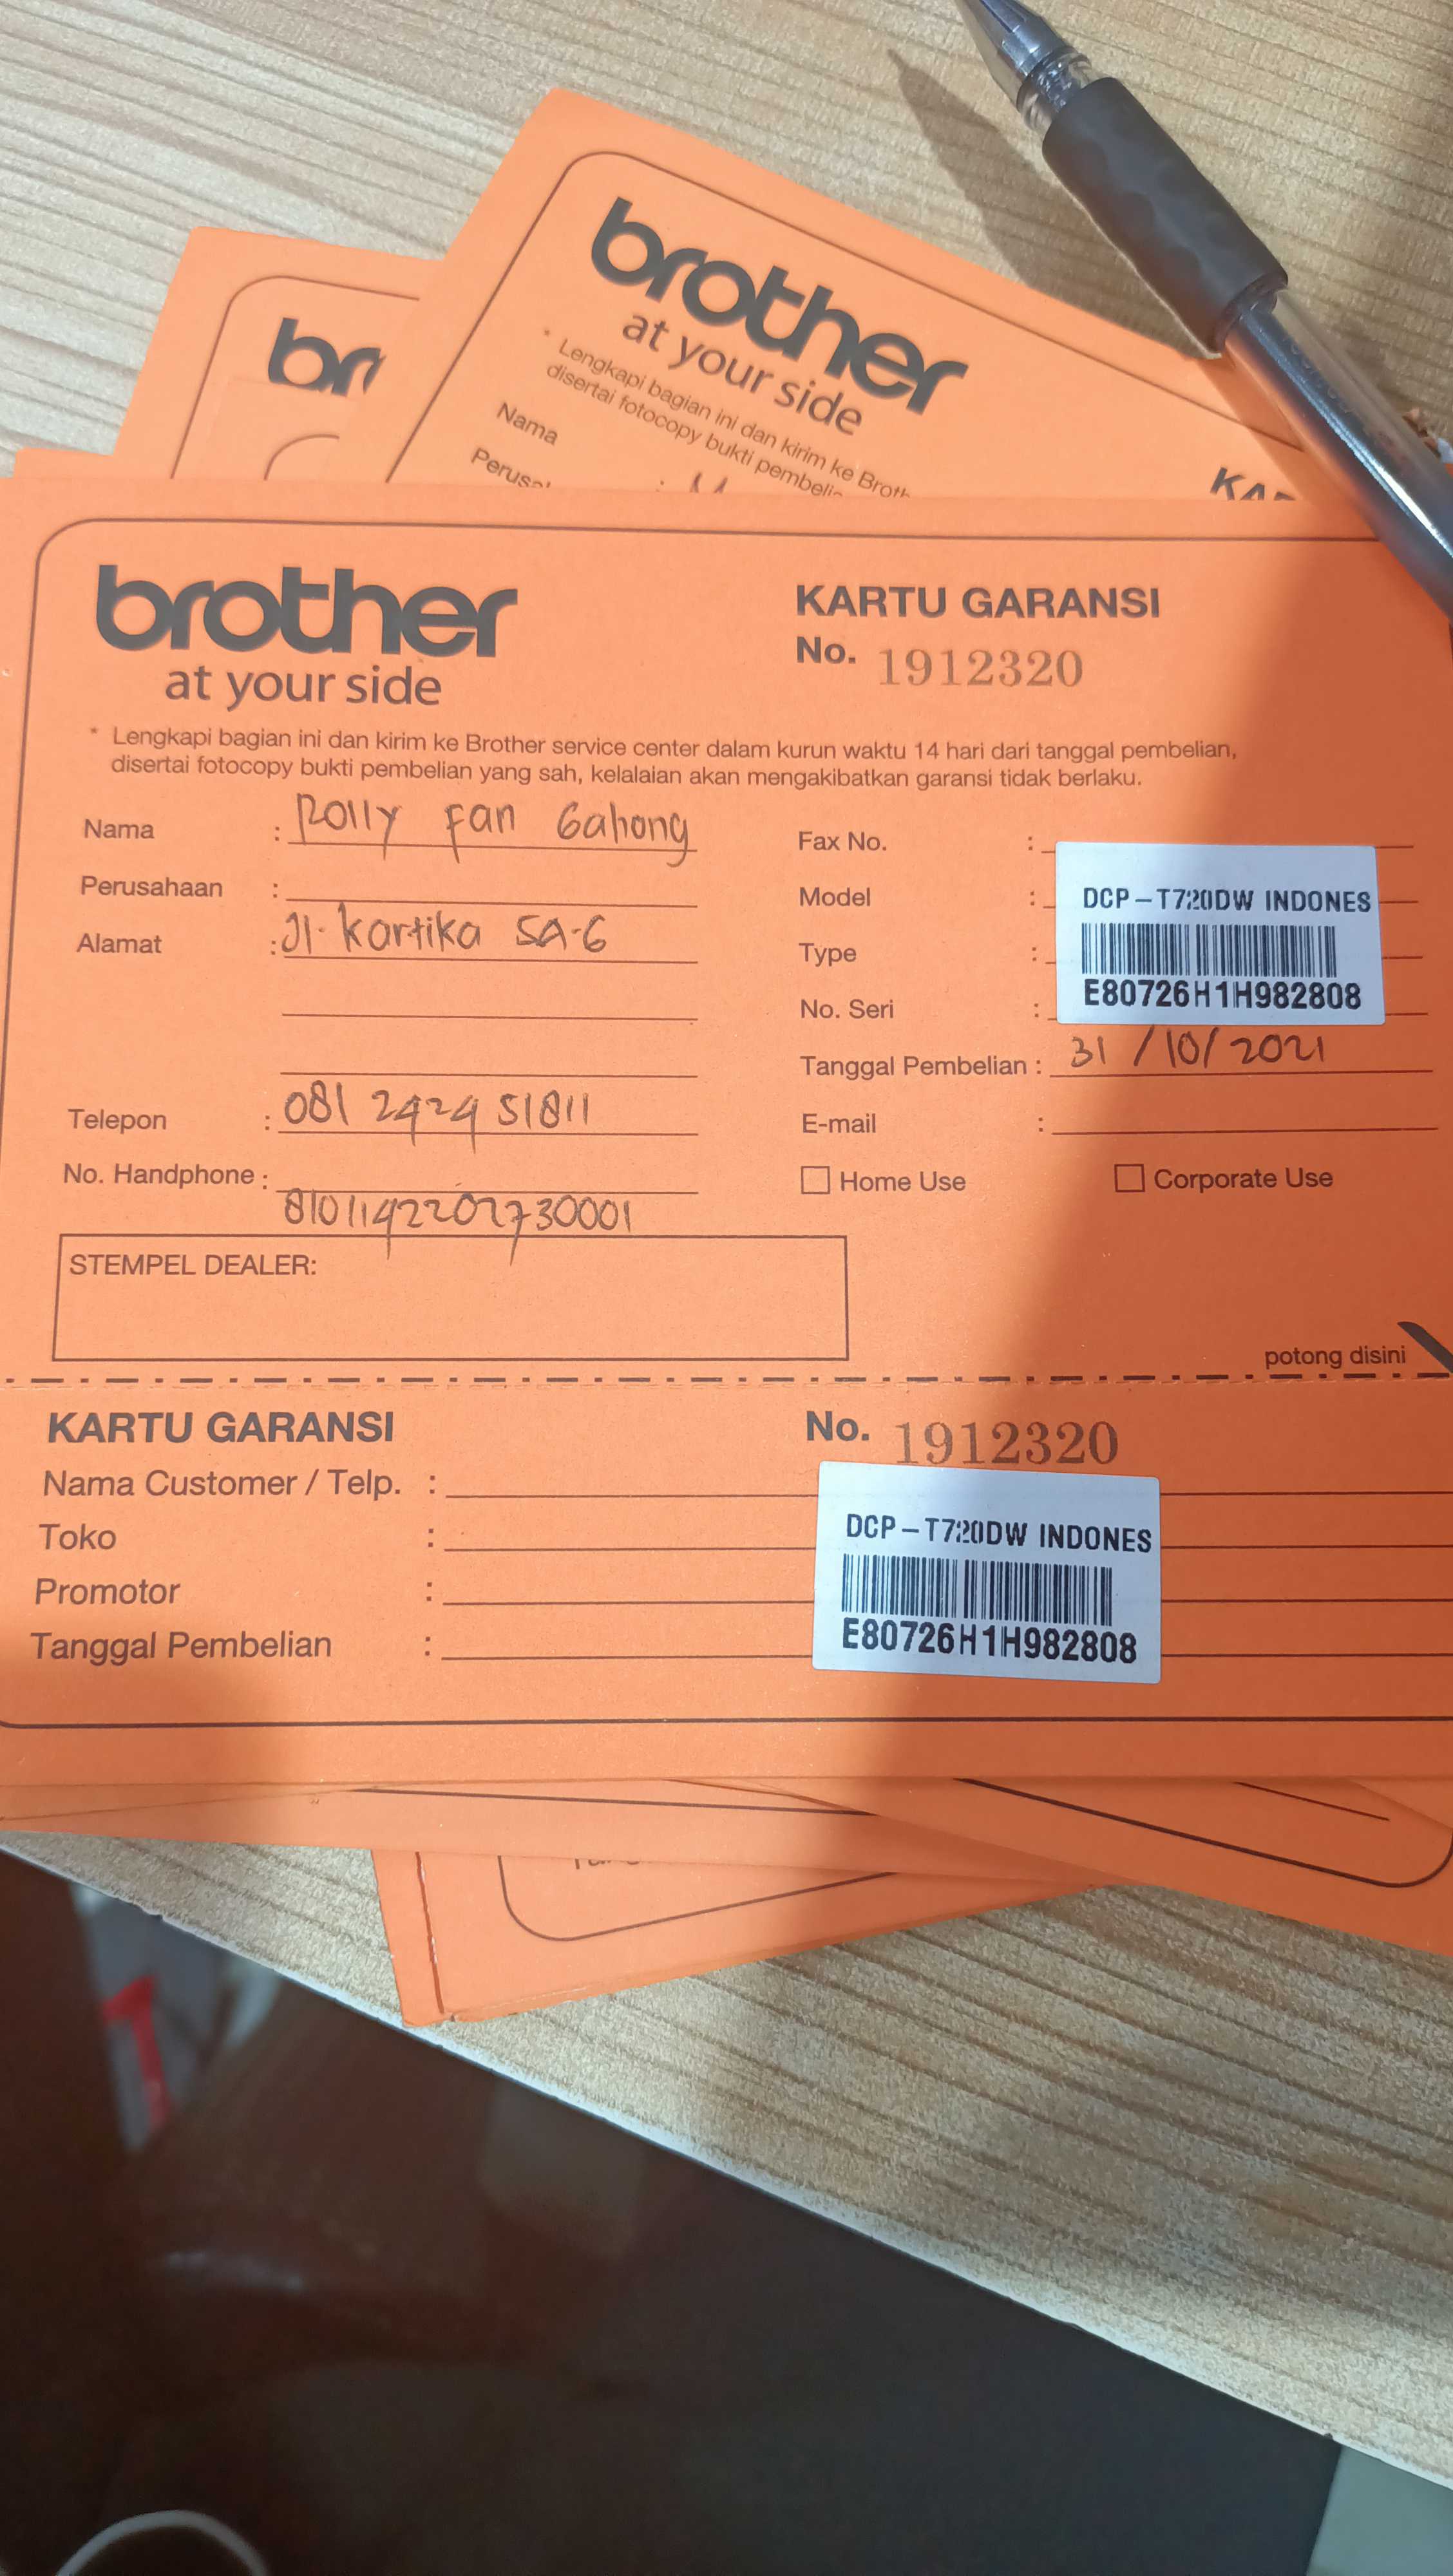 brother
at your side
* Lengkapi bagian ini dan kirim ke Broth
disertai fotocopy bukti pembelia
Nama
br
brother
at your side
KARTU GARANSI
No. 1912320
* Lengkapi bagian ini dan kirim ke Brother service center dalam kurun waktu 14 hari dari tanggal pembelian,
disertai fotocopy bukti pembelian yang sah, kelalaian akan mengakibatkan garansi tidak berlaku.
Nama : Rolly Fan Gahong
Perusahaan :
Alamat : Jl. Kartika 5A-6
Telepon : 081 2424 51811
No. Handphone :
8101142202730001
Fax No. :
Model : DCP-T720DW INDONES
Type :
No. Seri : E80726H1H982808
Tanggal Pembelian : 31 /10/ 2021
E-mail :
Home Use
Corporate Use
STEMPEL DEALER:
potong disini
KARTU GARANSI
No. 1912320
Nama Customer / Telp. :
Toko :
Promotor :
Tanggal Pembelian :
DCP-T720DW INDONES
E80726H1H982808